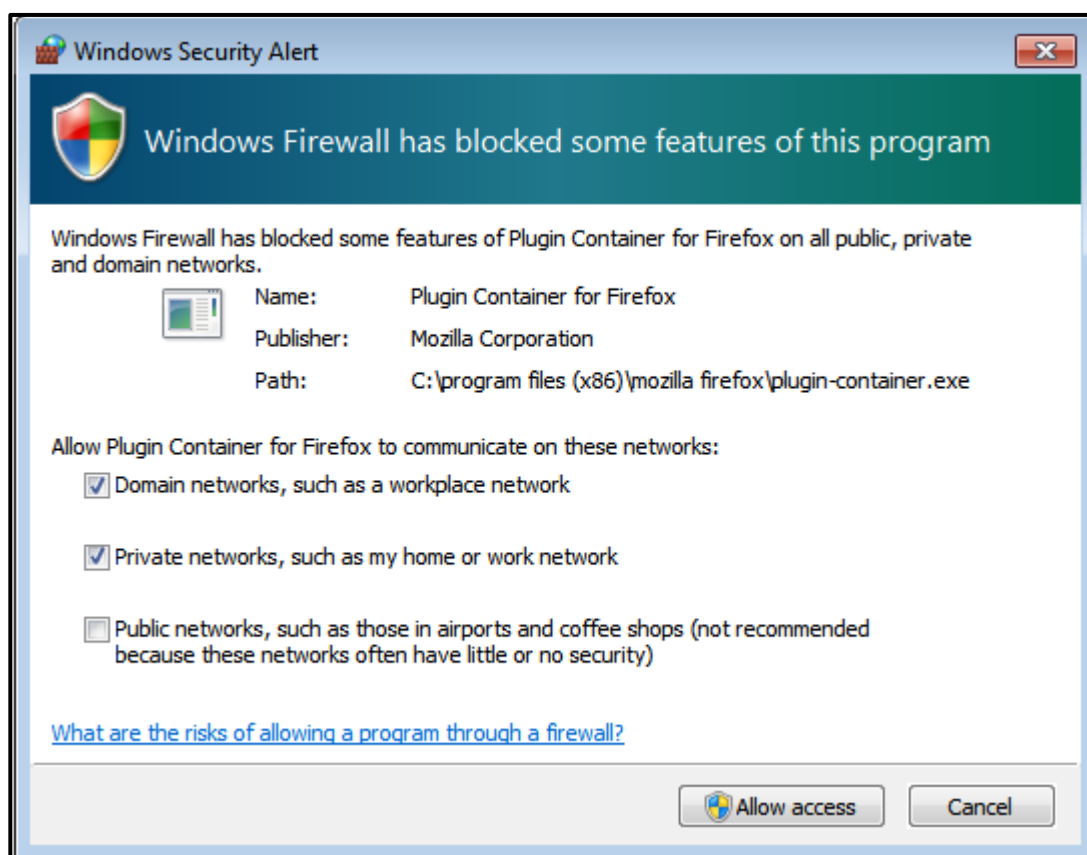 Windows Security Alert
Windows Firewall has blocked some features of this program
Windows Firewall has blocked some features of Plugin Container for Firefox on all public, private
and domain networks.
Name: Plugin Container for Firefox
Publisher: Mozilla Corporation
Path: C:\program files (x86)\mozilla firefox\plugin-container.exe
Allow Plugin Container for Firefox to communicate on these networks:
Domain networks, such as a workplace network
Private networks, such as my home or work network
Public networks, such as those in airports and coffee shops (not recommended
because these networks often have little or no security)
What are the risks of allowing a program through a firewall?
Allow access Cancel